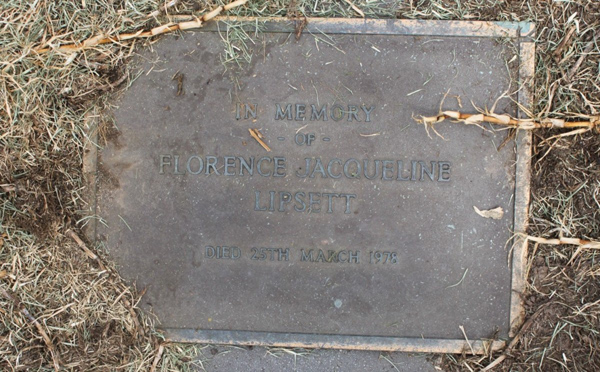 IN MEMORY
- OF -
FLORENCE JACQUELINE
LIPSETT
DIED 25TH MARCH 1978